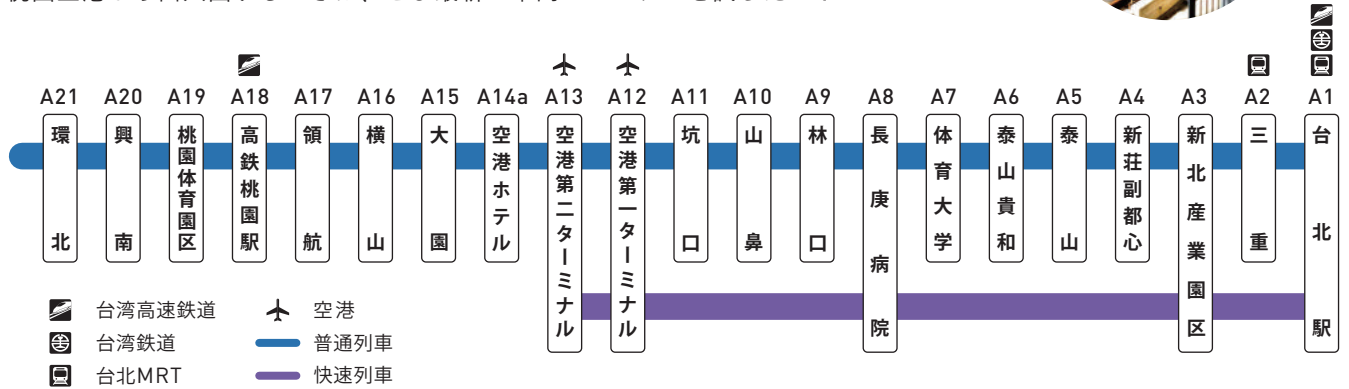 A21 A20 A19 A18 A17 A16 A15 A14a A13 A12 A11 A10 A9 A8 A7 A6 A5 A4 A3 A2 A1
環北
興南
桃園体育園区
高鉄桃園駅
領航
横山
大園
空港ホテル
空港第二ターミナル
空港第一ターミナル
坑口
山鼻
林口
長庚病院
体育大学
泰山貴和
泰山
新荘副都心
新北産業園区
三重
台北駅
台湾高速鉄道
空港
台湾鉄道
普通列車
台北MRT
快速列車